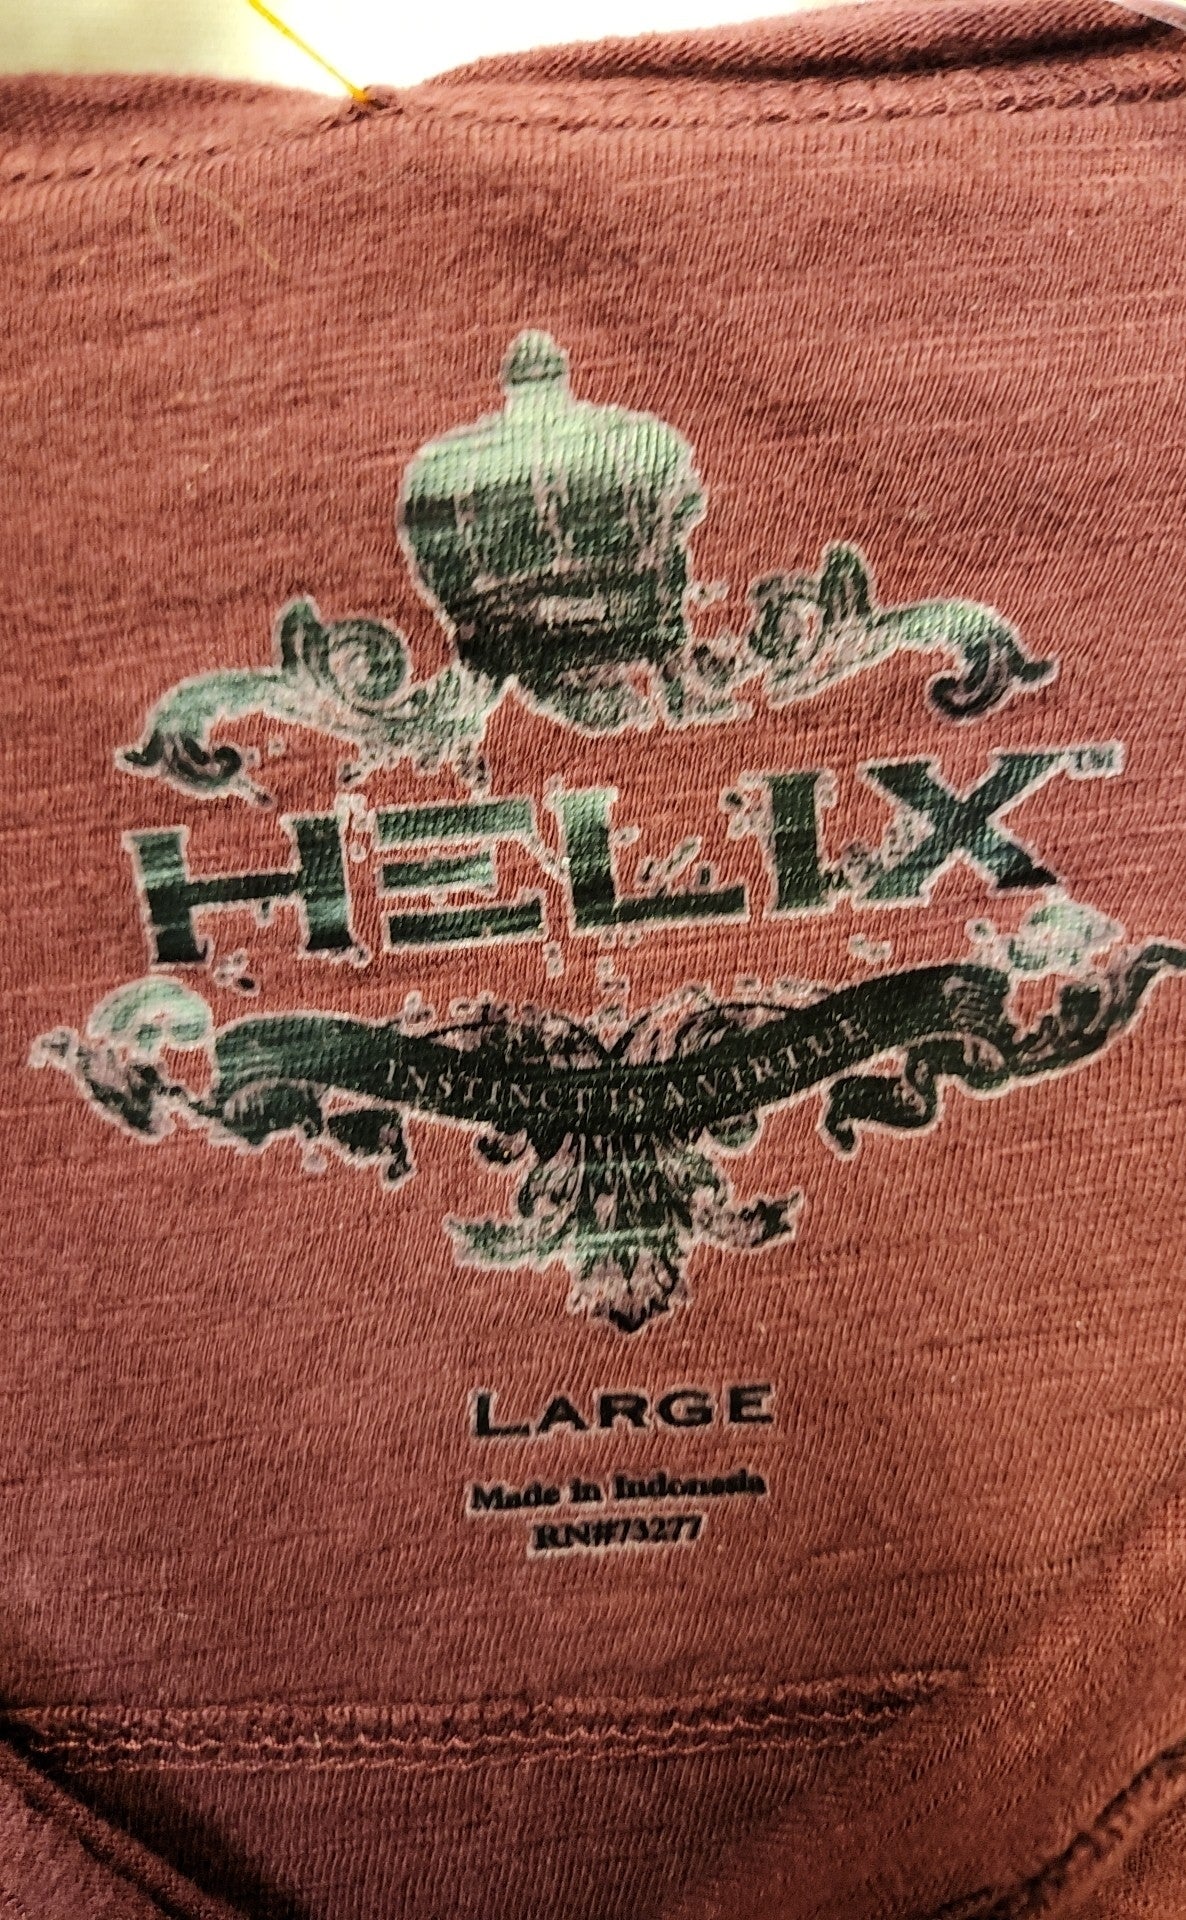 HELIX™
INSTINCT IS A VIRTUE
LARGE
Made in Indonesia
RN#73277